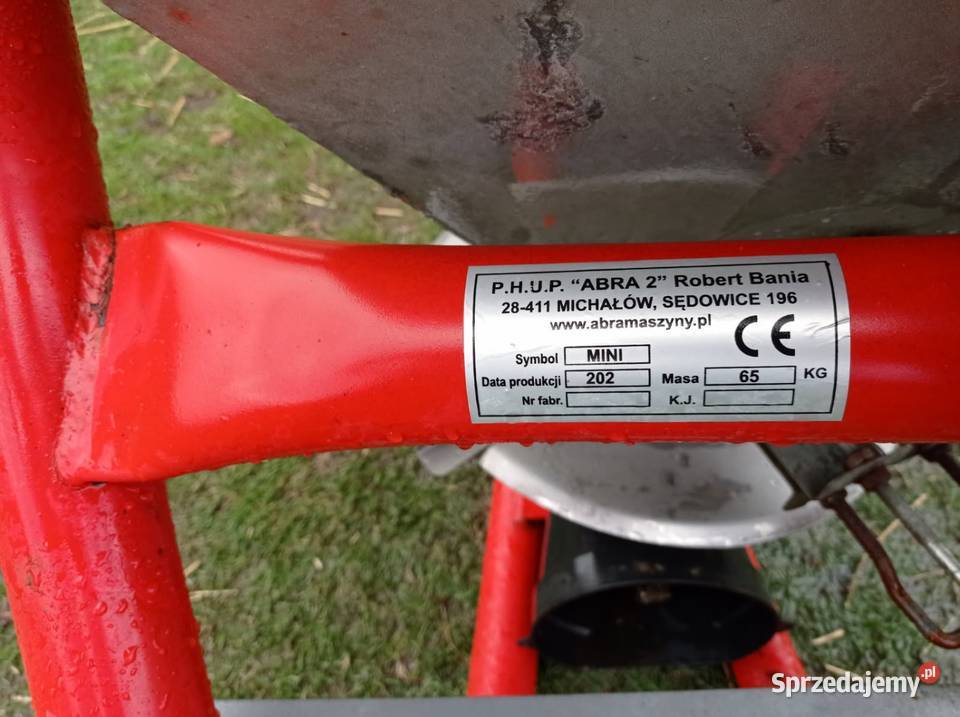 P.H.U.P. “ABRA 2” Robert Bania
28-411 MICHAŁÓW, SĘDOWICE 196
www.abramaszyny.pl
CE
Symbol MINI
Data produkcji 202 Masa 65 KG
Nr fabr. K.J.
Sprzedajemy.pl